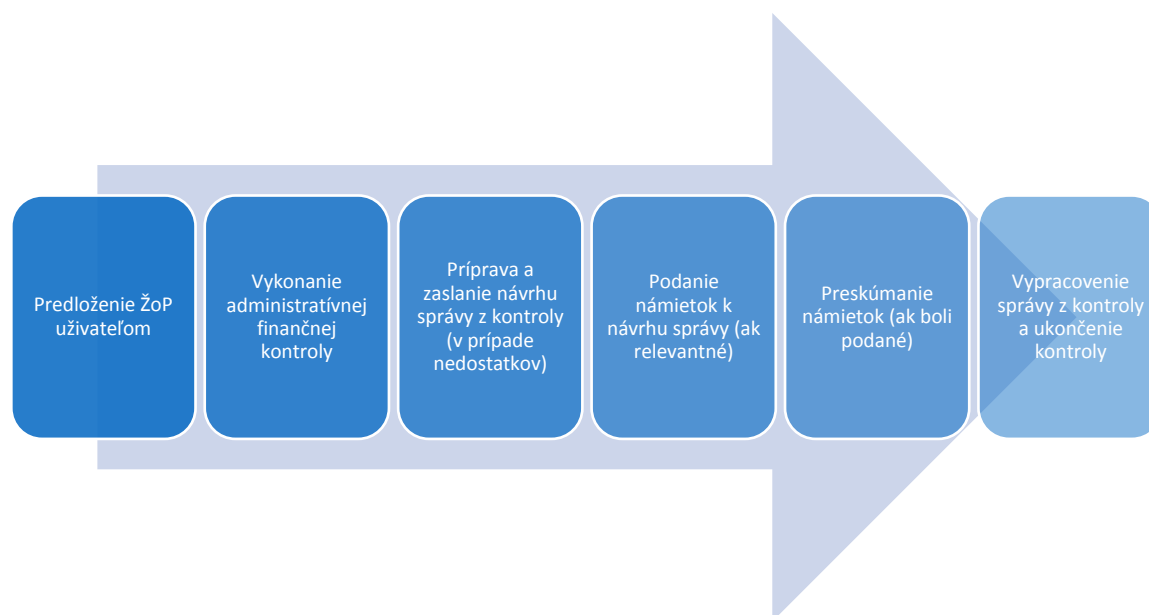 Predloženie ŽoP
uživateľom
Vykonanie
administratívnej
finančnej
kontroly
Príprava a
zaslanie návrhu
správy z kontroly
(v prípade
nedostatkov)
Podanie
námietok k
návrhu správy (ak
relevantné)
Preskúmanie
námietok (ak boli
podané)
Vypracovenie
správy z kontroly
a ukončenie
kontroly